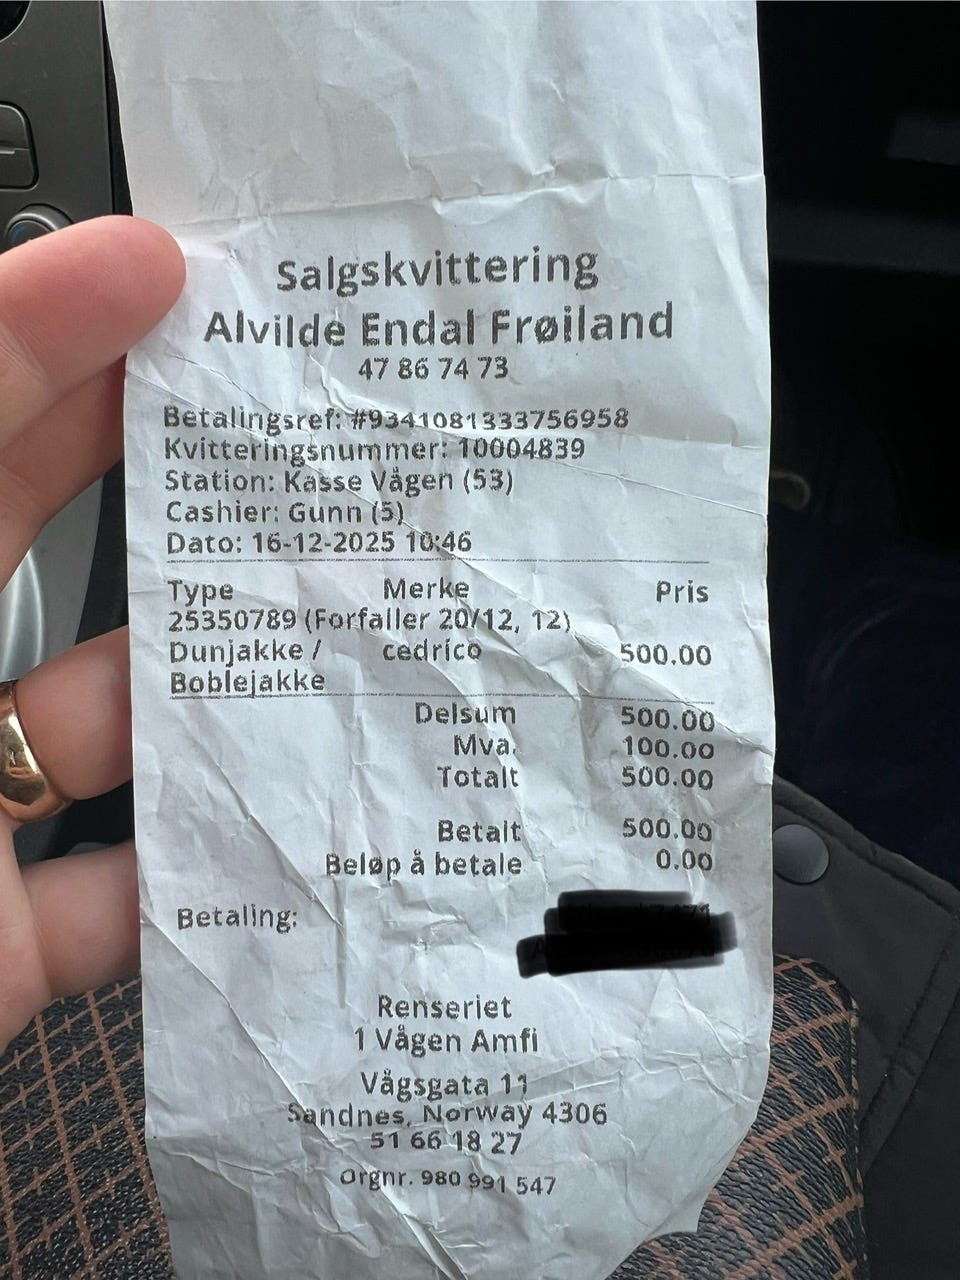 Salgskvittering
Alvilde Endal Frøiland
47 86 74 73
Betalingsref: #9341081333756958
Kvitteringsnummer: 10004839
Station: Kasse Vågen (53)
Cashier: Gunn (5)
Dato: 16-12-2025 10:46
Type Merke Pris
25350789 (Forfaller 20/12, 12)
Dunjakke / cedrico 500.00
Boblejakke
Delsum 500.00
Mva. 100.00
Totalt 500.00
Betalt 500.00
Beløp å betale 0.00
Betaling:
Renseriet
1 Vågen Amfi
Vågsgata 11
Sandnes, Norway 4306
51 66 18 27
Orgnr. 980 991 547